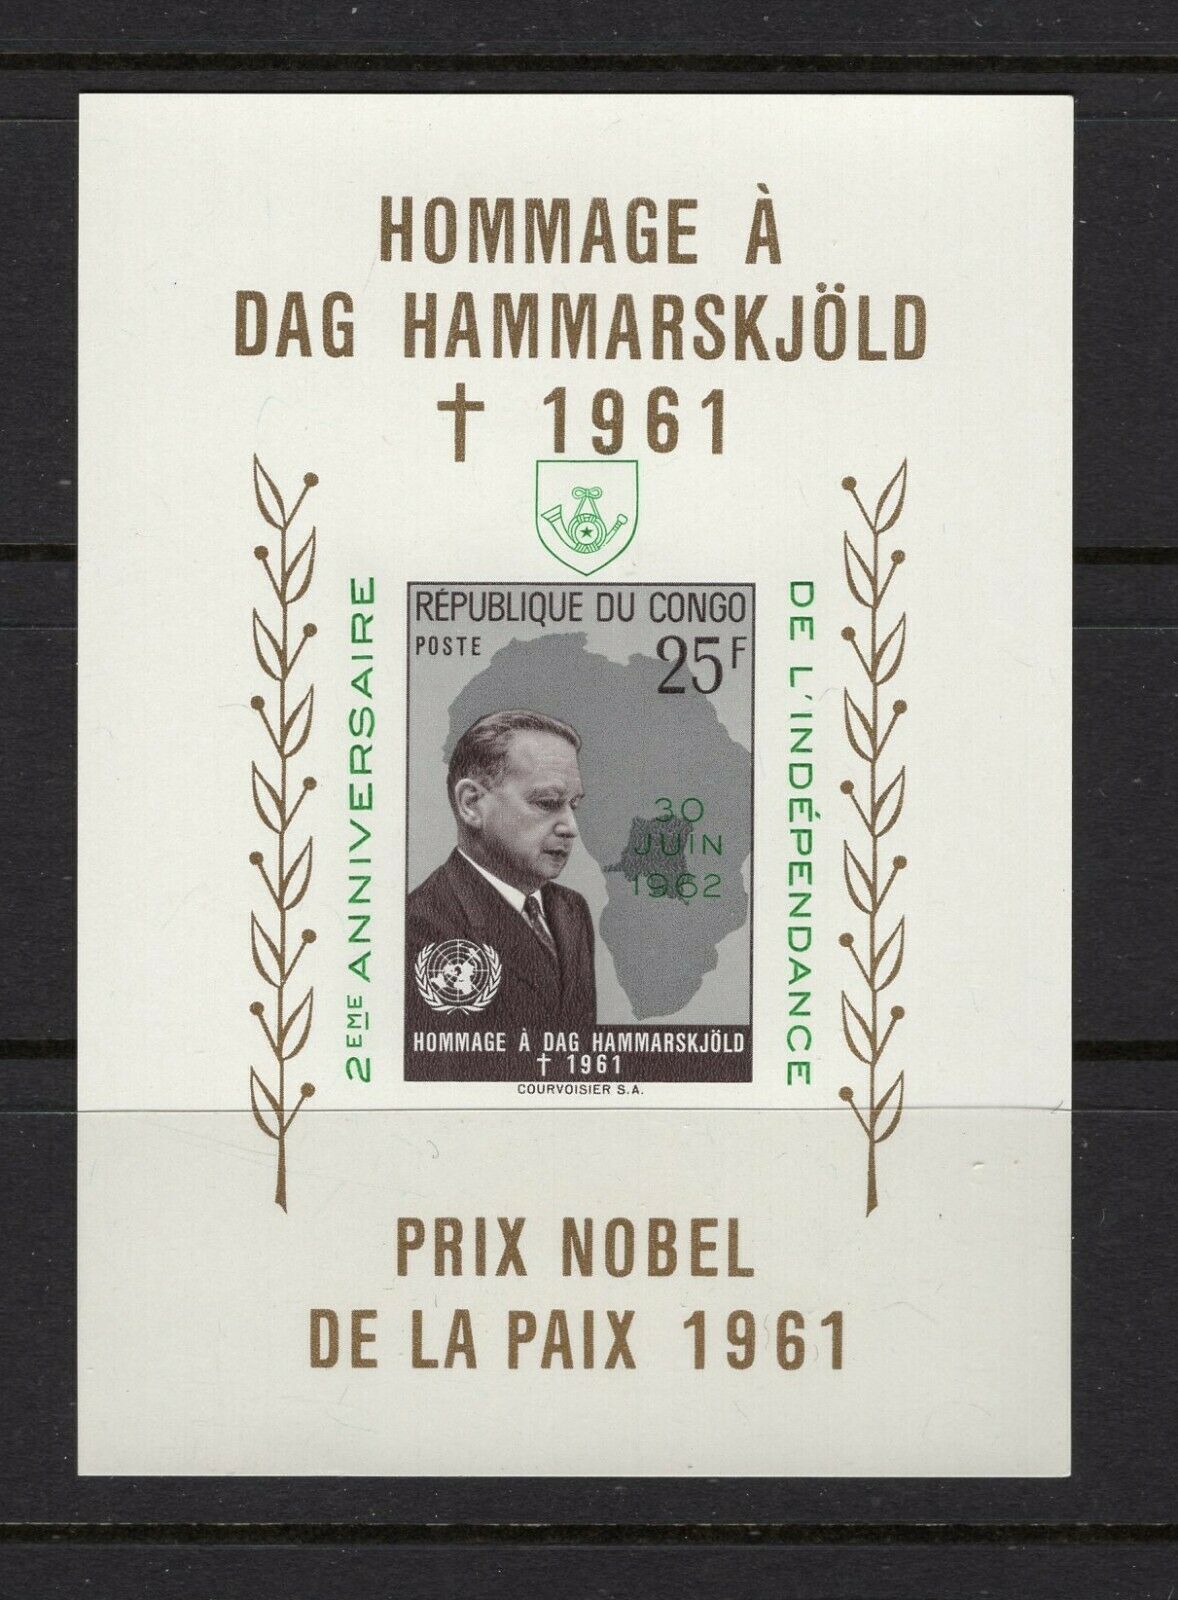 HOMMAGE À
DAG HAMMARSKJÖLD
† 1961
2EME ANNIVERSAIRE
DE L'INDÉPENDANCE
RÉPUBLIQUE DU CONGO
POSTE
25F
30
JUIN
1962
HOMMAGE À DAG HAMMARSKJÖLD
† 1961
COURVOISIER S.A.
PRIX NOBEL
DE LA PAIX 1961